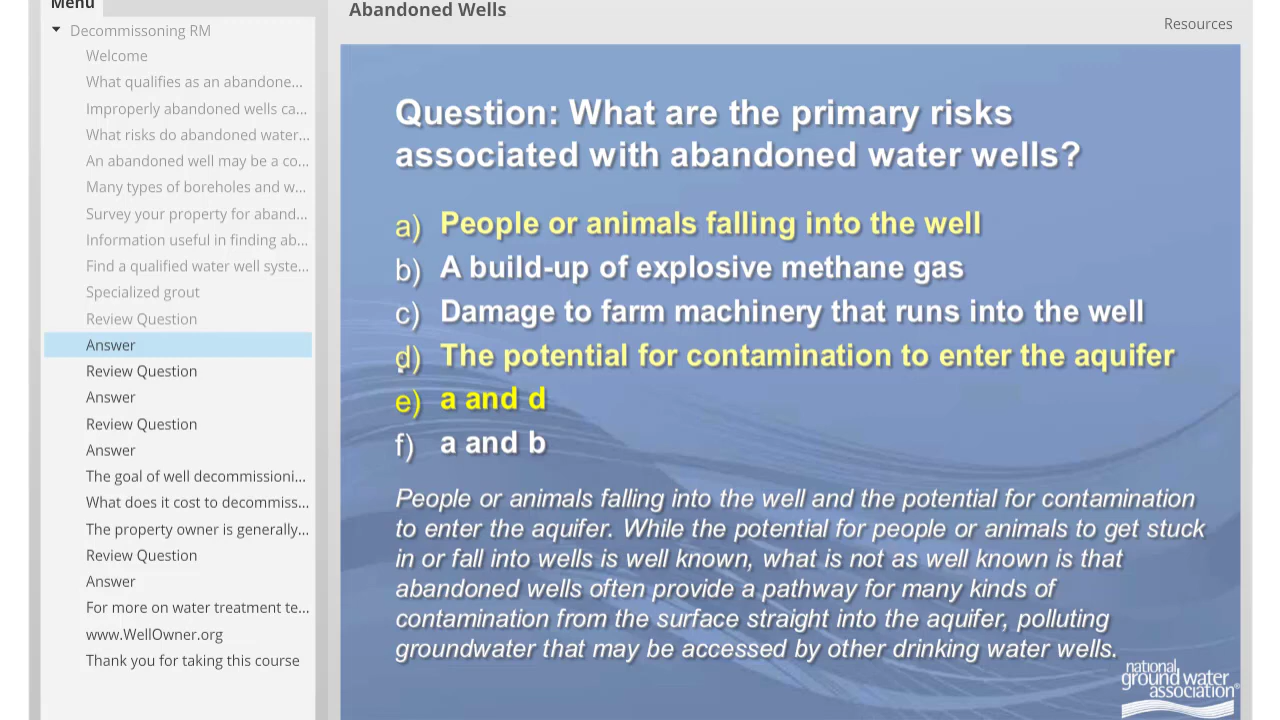 Menu
Decommissoning RM
Welcome
What qualifies as an abandone...
Improperly abandoned wells ca...
What risks do abandoned water...
An abandoned well may be a co...
Many types of boreholes and w...
Survey your property for aband...
Information useful in finding ab...
Find a qualified water well syste...
Specialized grout
Review Question
Answer
Review Question
Answer
Review Question
Answer
The goal of well decommissioni...
What does it cost to decommiss...
The property owner is generally...
Review Question
Answer
For more on water treatment te...
www.WellOwner.org
Thank you for taking this course
Abandoned Wells
Resources
Question: What are the primary risks
associated with abandoned water wells?
a) People or animals falling into the well
b) A build-up of explosive methane gas
c) Damage to farm machinery that runs into the well
d) The potential for contamination to enter the aquifer
e) a and d
f) a and b
People or animals falling into the well and the potential for contamination
to enter the aquifer. While the potential for people or animals to get stuck
in or fall into wells is well known, what is not as well known is that
abandoned wells often provide a pathway for many kinds of
contamination from the surface straight into the aquifer, polluting
groundwater that may be accessed by other drinking water wells.
national
ground water
association®